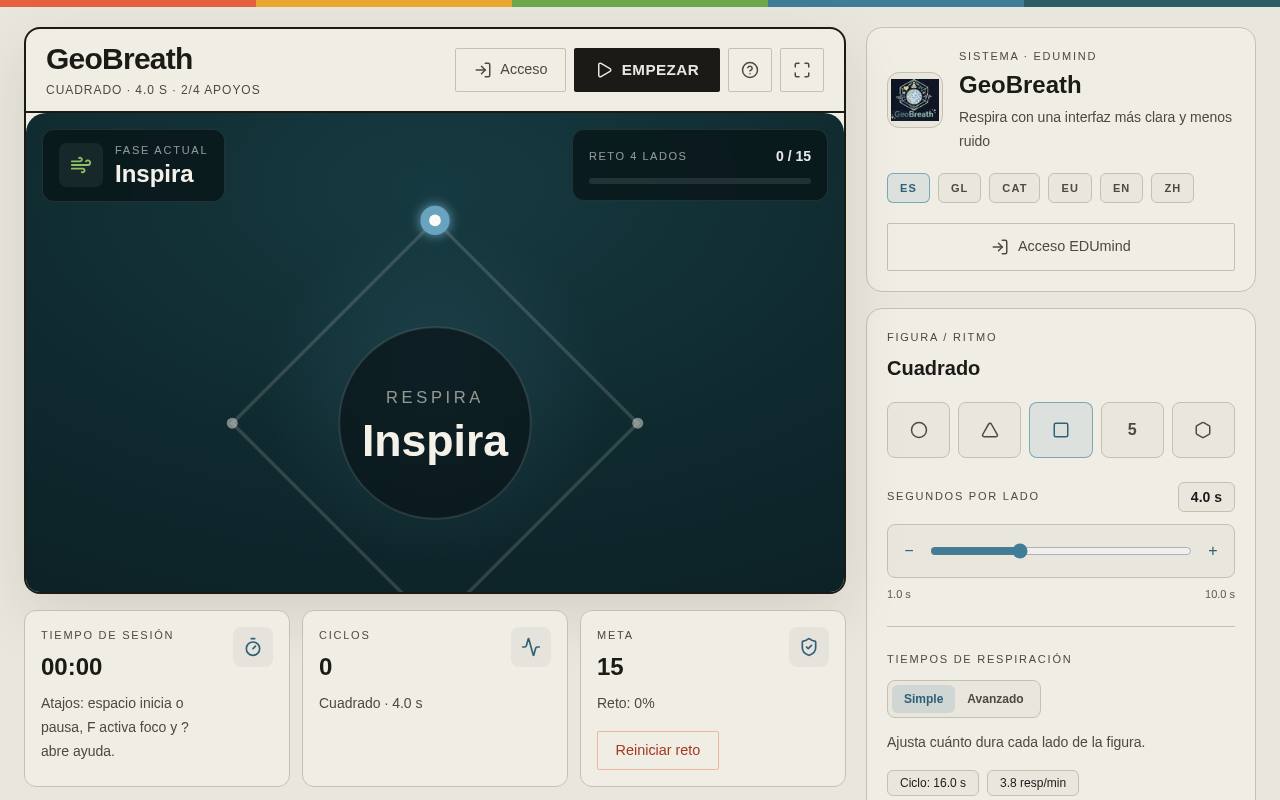 GeoBreath
CUADRADO · 4.0 S · 2/4 APOYOS
Acceso
EMPEZAR
FASE ACTUAL
Inspira
RETO 4 LADOS
0 / 15
RESPIRA
Inspira
TIEMPO DE SESIÓN
00:00
Atajos: espacio inicia o
pausa, F activa foco y ?
abre ayuda.
CICLOS
0
Cuadrado · 4.0 s
META
15
Reto: 0%
Reiniciar reto
SISTEMA · EDUMIND
GeoBreath
GeoBreath
Respira con una interfaz más clara y menos
ruido
ES
GL
CAT
EU
EN
ZH
Acceso EDUmind
FIGURA / RITMO
Cuadrado
5
SEGUNDOS POR LADO
4.0 s
−
+
1.0 s
10.0 s
TIEMPOS DE RESPIRACIÓN
Simple
Avanzado
Ajusta cuánto dura cada lado de la figura.
Ciclo: 16.0 s
3.8 resp/min